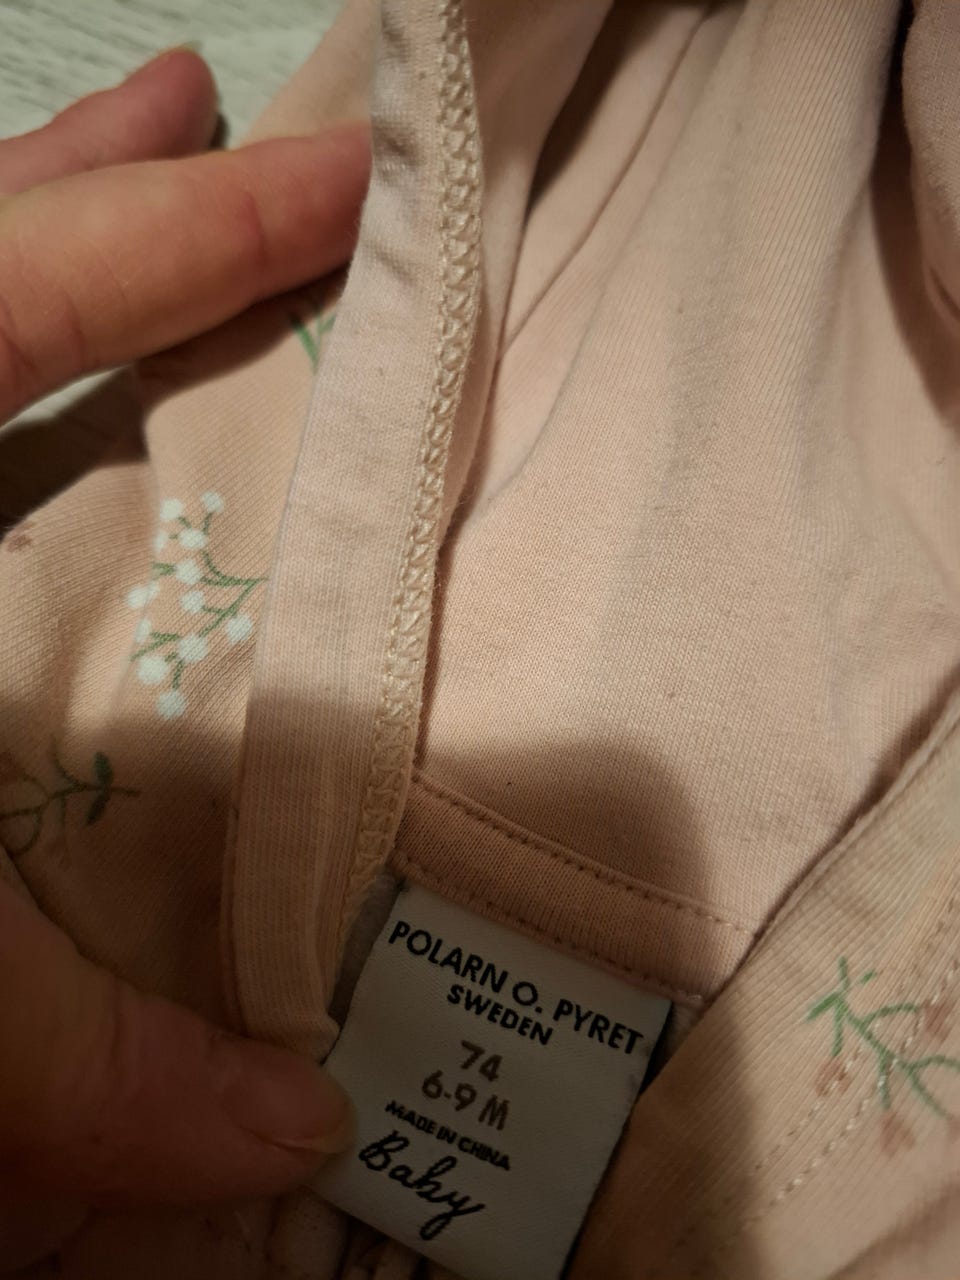 POLARN O. PYRET
SWEDEN
74
6-9 M
MADE IN CHINA
Baby